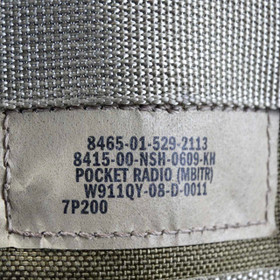 8465-01-529-2113
8415-00-NSH-0609-KH
POCKET RADIO (MBITR)
W911QY-08-D-0011
7P200